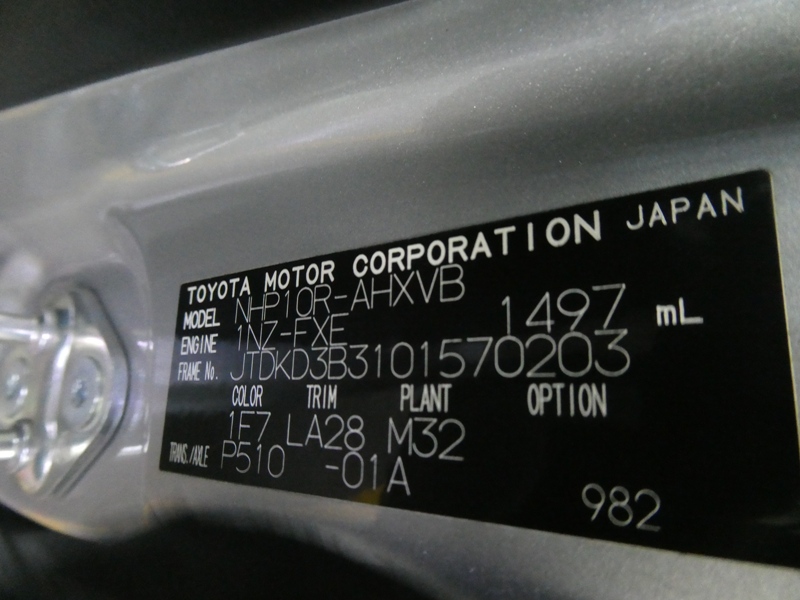 TOYOTA MOTOR CORPORATION JAPAN
MODEL NHP10R-AHXVB
ENGINE 1NZ-FXE 1497 mL
FRAME No. JTDKD3B3101570203
COLOR TRIM PLANT OPTION
1F7 LA28 M32
TRANS./AXLE P510 -01A
982